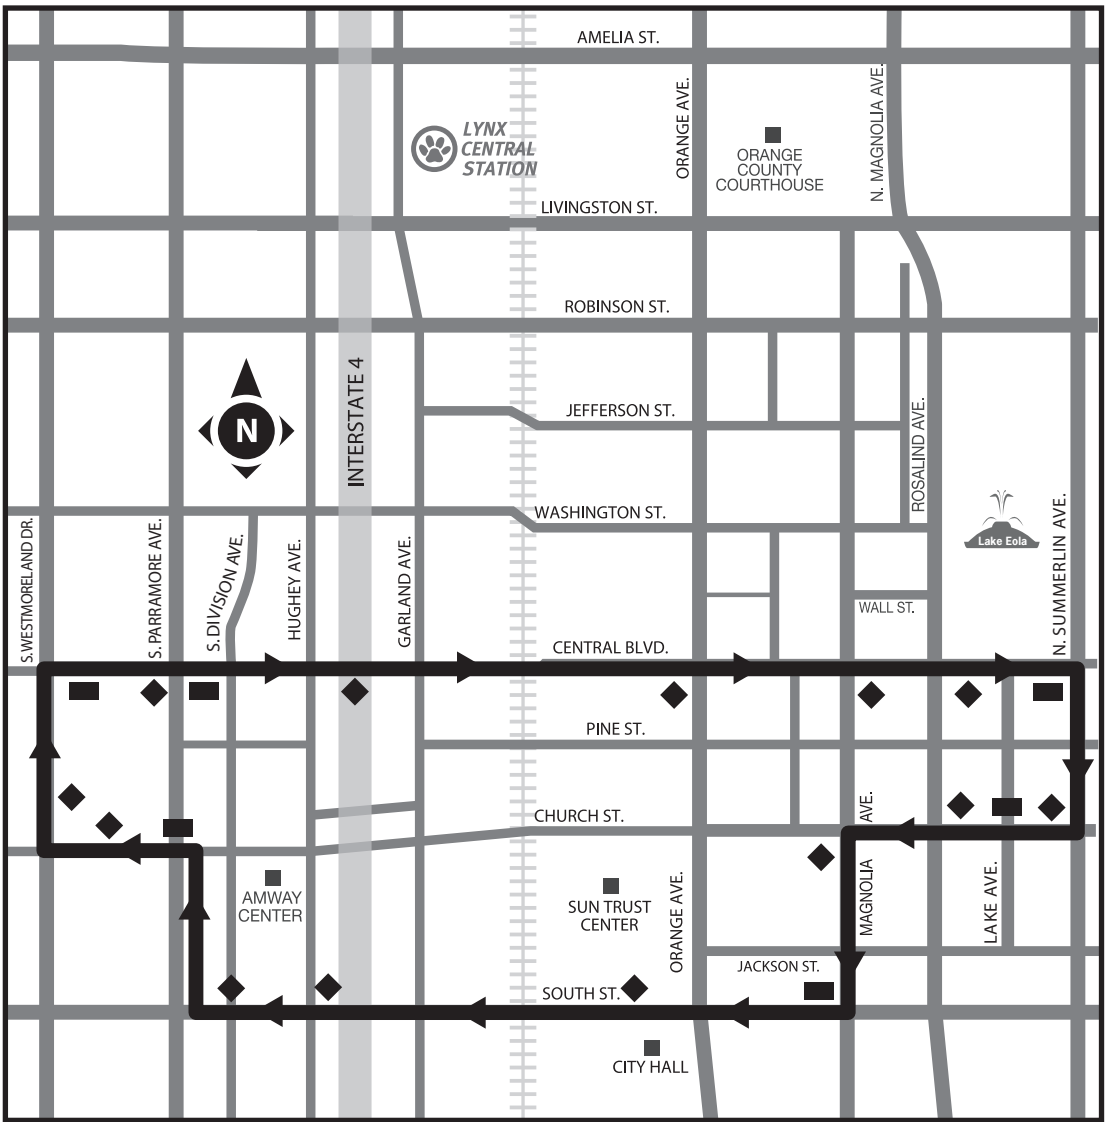 AMELIA ST.
ORANGE AVE.
N. MAGNOLIA AVE.
LYNX
CENTRAL
STATION
ORANGE
COUNTY
COURTHOUSE
LIVINGSTON ST.
ROBINSON ST.
INTERSTATE 4
JEFFERSON ST.
ROSALIND AVE.
N
WASHINGTON ST.
Lake Eola
S. WESTMORELAND DR.
S. PARRAMORE AVE.
S. DIVISION AVE.
HUGHEY AVE.
GARLAND AVE.
N. SUMMERLIN AVE.
WALL ST.
CENTRAL BLVD.
PINE ST.
CHURCH ST.
MAGNOLIA AVE.
AMWAY
CENTER
SUN TRUST
CENTER
ORANGE AVE.
LAKE AVE.
JACKSON ST.
SOUTH ST.
CITY HALL